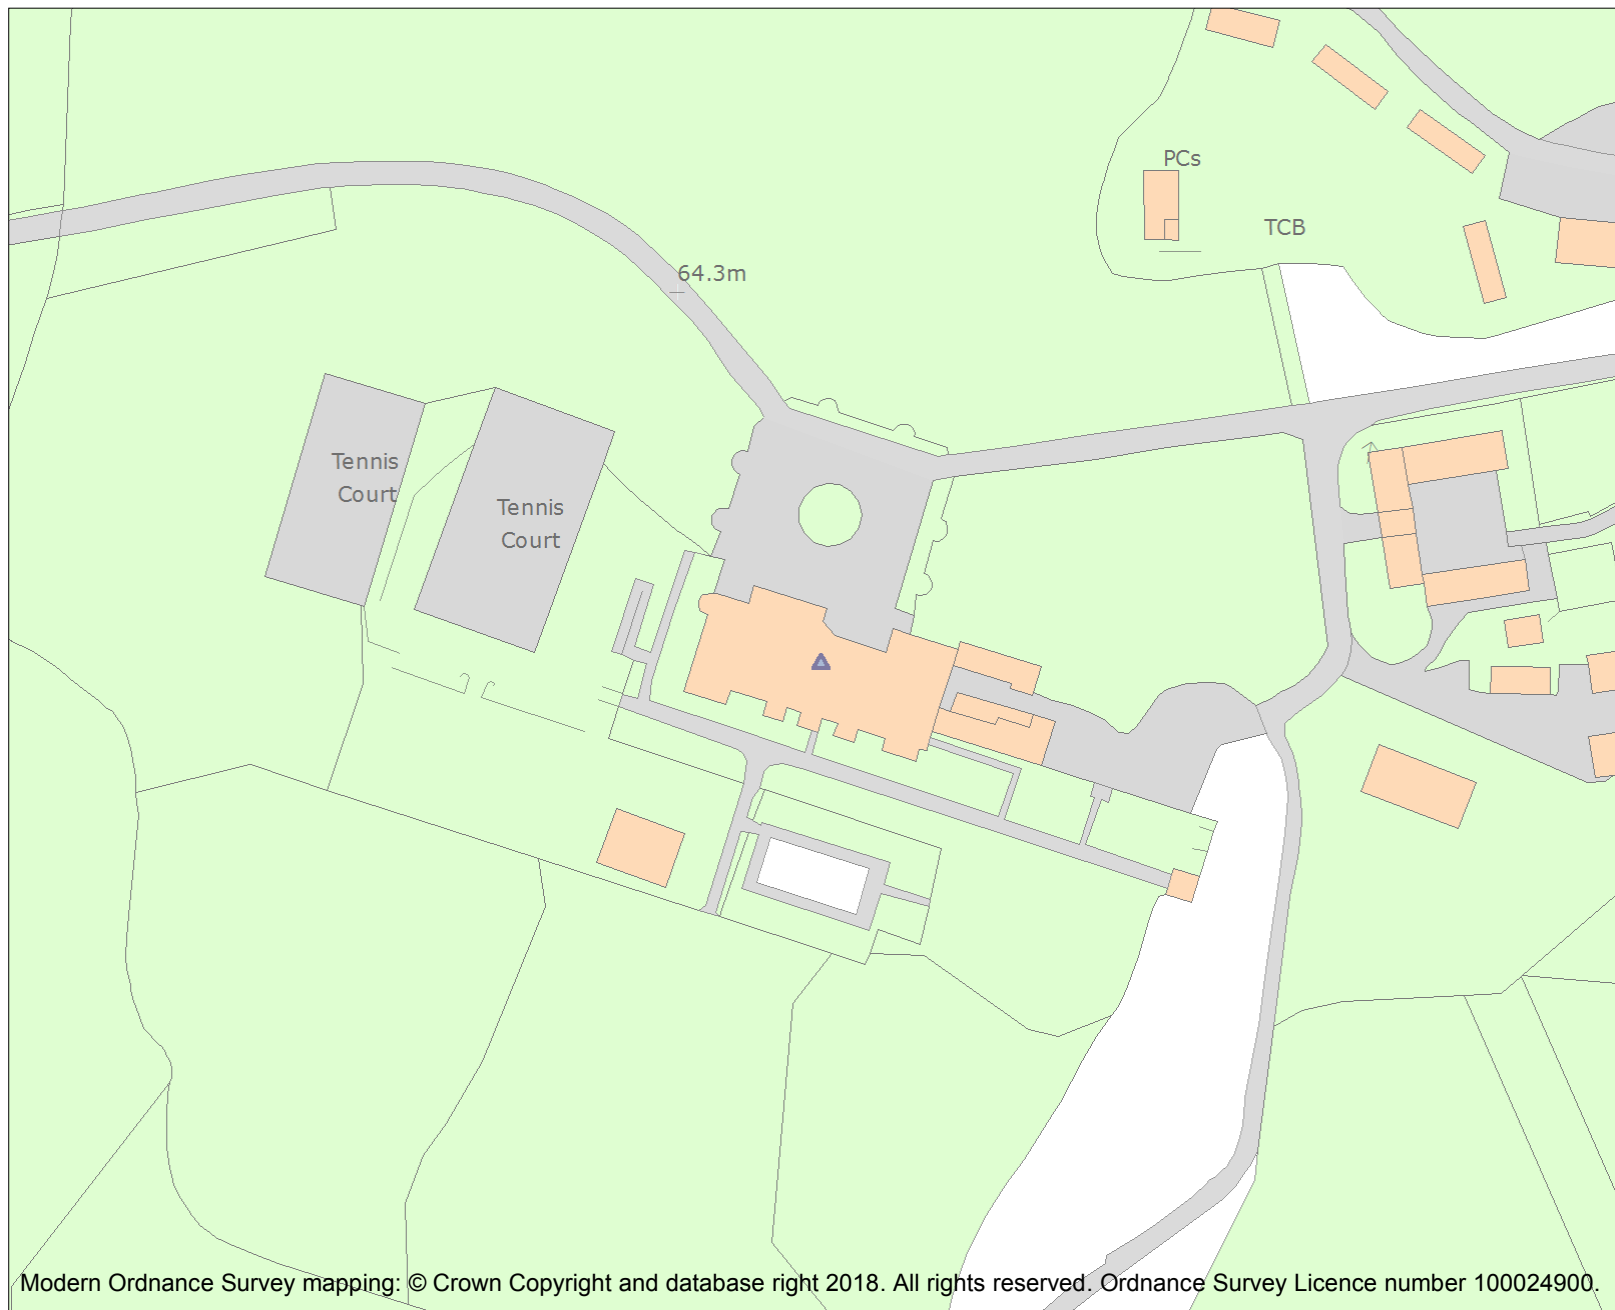 PCs
TCB
64.3m
Tennis
Court
Tennis
Court
Modern Ordnance Survey mapping: © Crown Copyright and database right 2018. All rights reserved. Ordnance Survey Licence number 100024900.